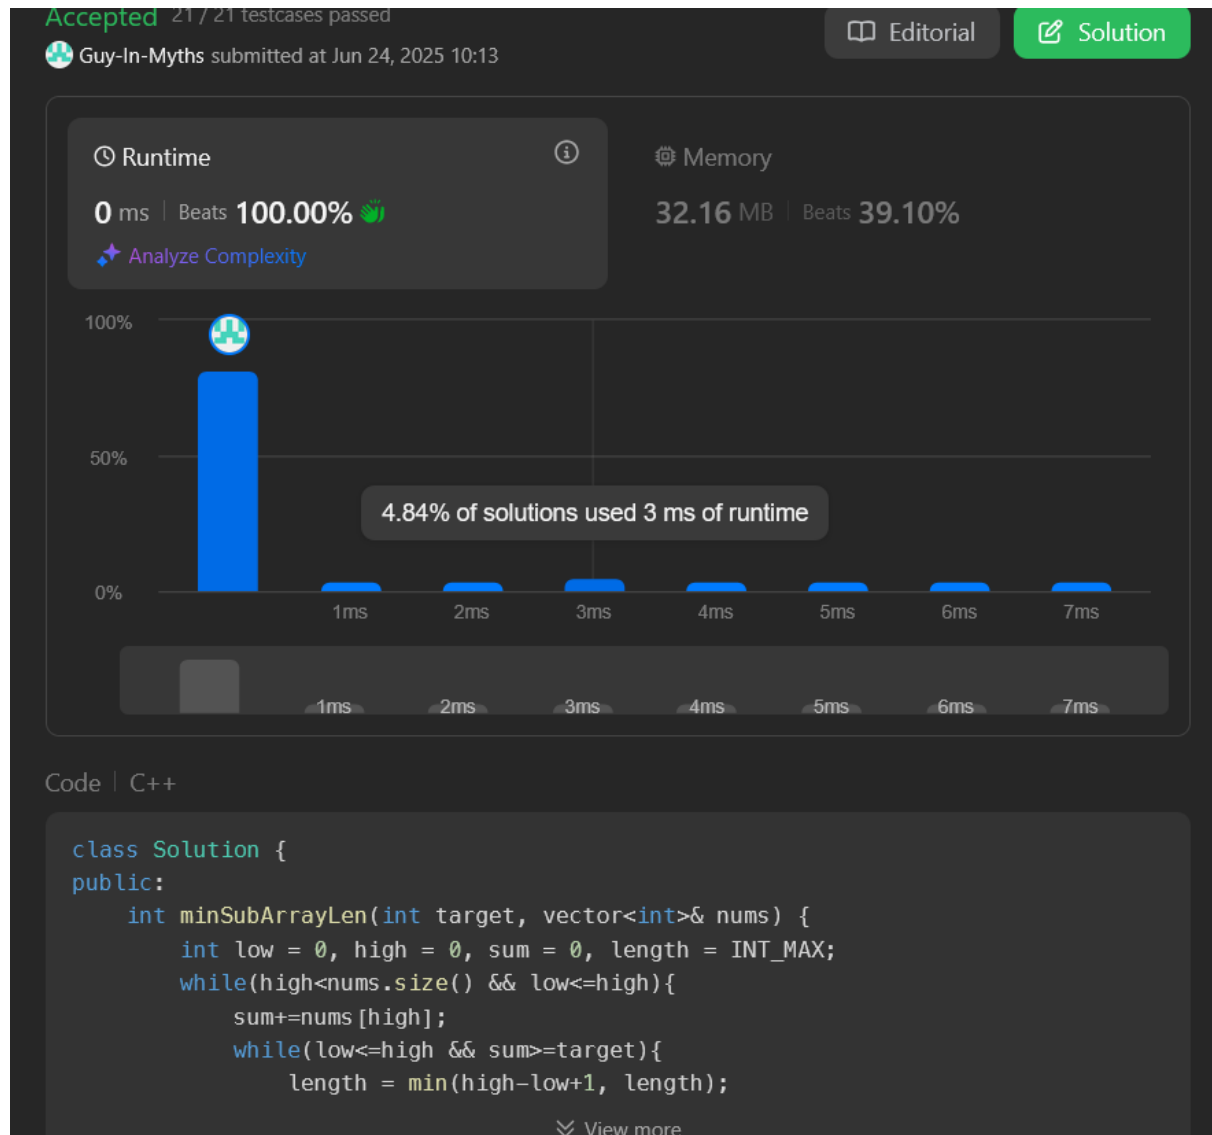 Accepted 21 / 21 testcases passed
Editorial
Solution
Guy-In-Myths submitted at Jun 24, 2025 10:13
Runtime
0 ms Beats 100.00%
Analyze Complexity
Memory
32.16 MB Beats 39.10%
100%
50%
4.84% of solutions used 3 ms of runtime
0%
1ms 2ms 3ms 4ms 5ms 6ms 7ms
1ms 2ms 3ms 4ms 5ms 6ms 7ms
Code C++
class Solution {
public:
    int minSubArrayLen(int target, vector<int>& nums) {
        int low = 0, high = 0, sum = 0, length = INT_MAX;
        while(high<nums.size() && low<=high){
            sum+=nums[high];
            while(low<=high && sum>=target){
                length = min(high-low+1, length);
View more